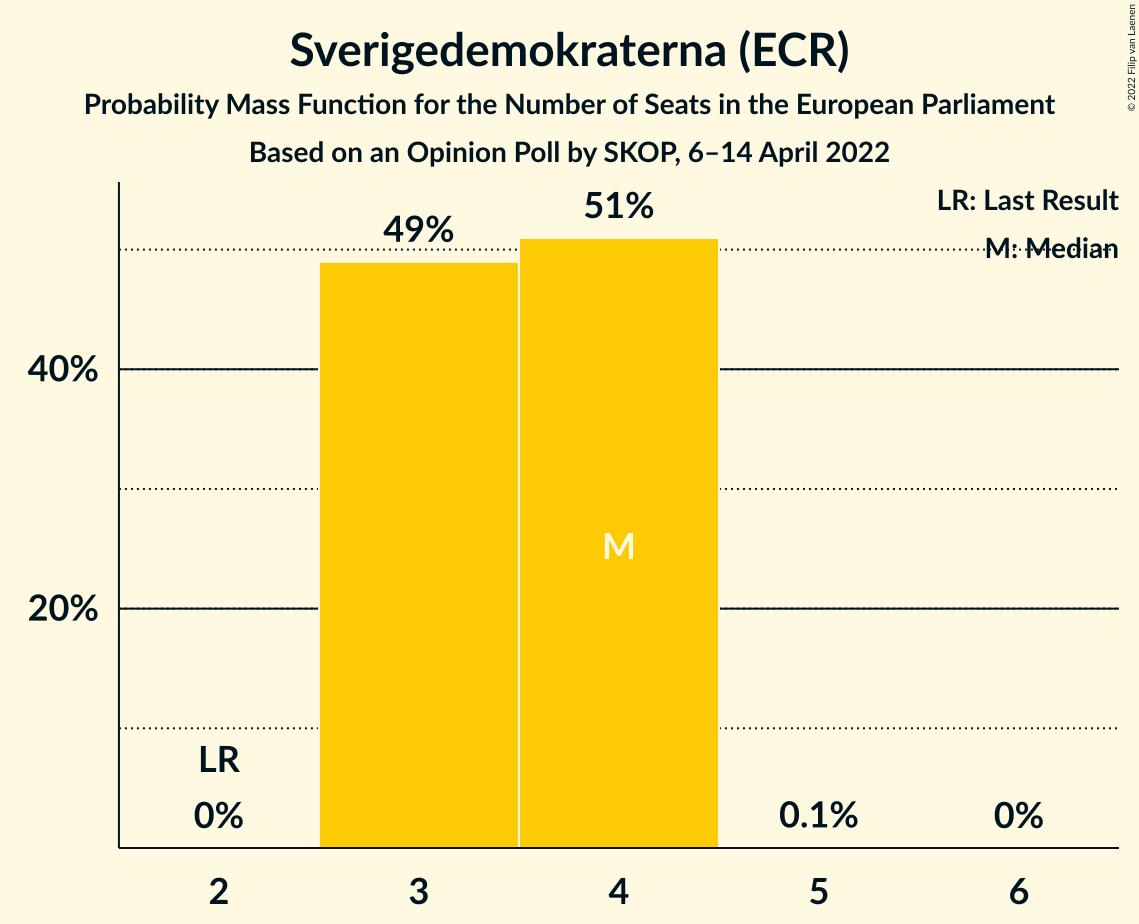 Sverigedemokraterna (ECR)
Probability Mass Function for the Number of Seats in the European Parliament
Based on an Opinion Poll by SKOP, 6–14 April 2022
© 2022 Filip van Laenen
LR: Last Result
M: Median
51%
49%
40%
M
20%
LR
0%
0.1%
0%
2
3
4
5
6